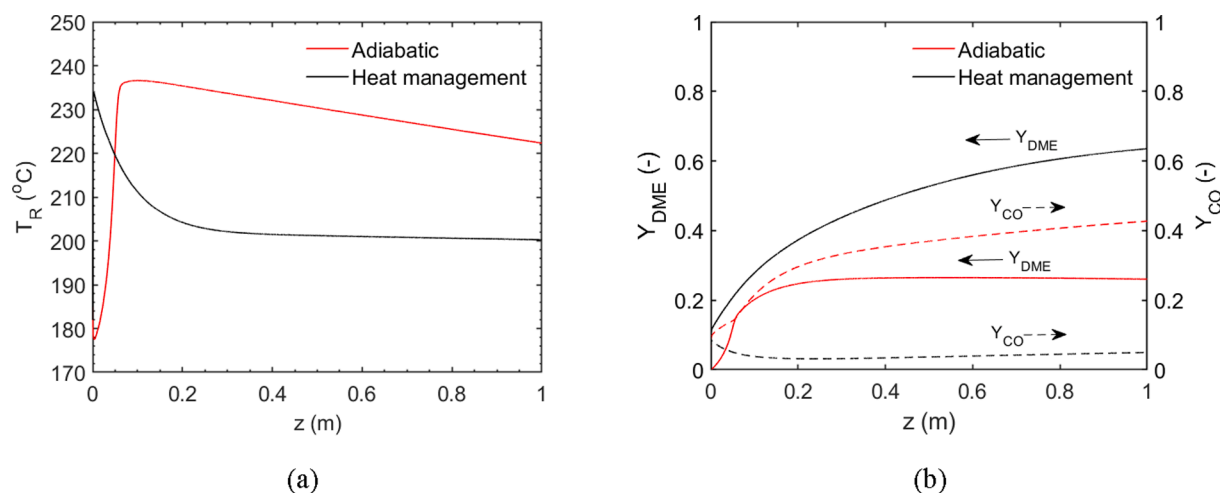 250
240
230
220
210
200
190
180
170
T_R (°C)
Adiabatic
Heat management
0
0.2
0.4
0.6
0.8
1
z (m)
(a)
1
0.8
0.6
0.4
0.2
0
Y_DME (-)
Adiabatic
Heat management
Y_DME
Y_CO
Y_DME
Y_CO
1
0.8
0.6
0.4
0.2
0
Y_CO (-)
0
0.2
0.4
0.6
0.8
1
z (m)
(b)